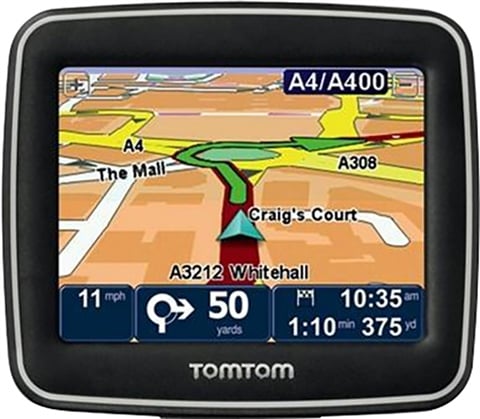 A4/A400
A4
The Mall
A308
Craig's Court
A3212 Whitehall
11 mph
50
yards
10:35 am
1:10 min 375 yd
TOMTOM